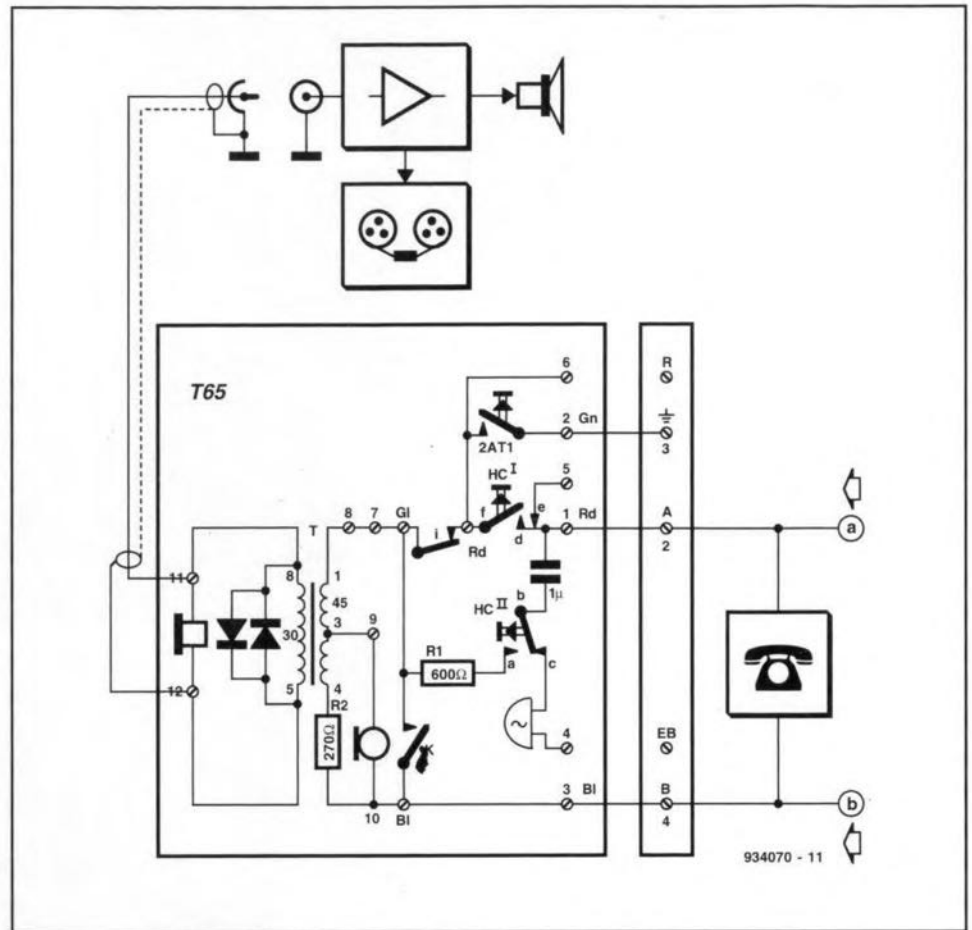 T65
6
R
2 Gn
2AT1
3
HC I
5
8 7 Gl
f
e
1 Rd
A
a
T
i
Rd
d
2
11
8
1
1μ
45
9
HC II
b
30
3
R1
600Ω
a
c
12
5
4
R2
270Ω
K
4
EB
3 Bl
B
b
10
Bl
4
934070 - 11